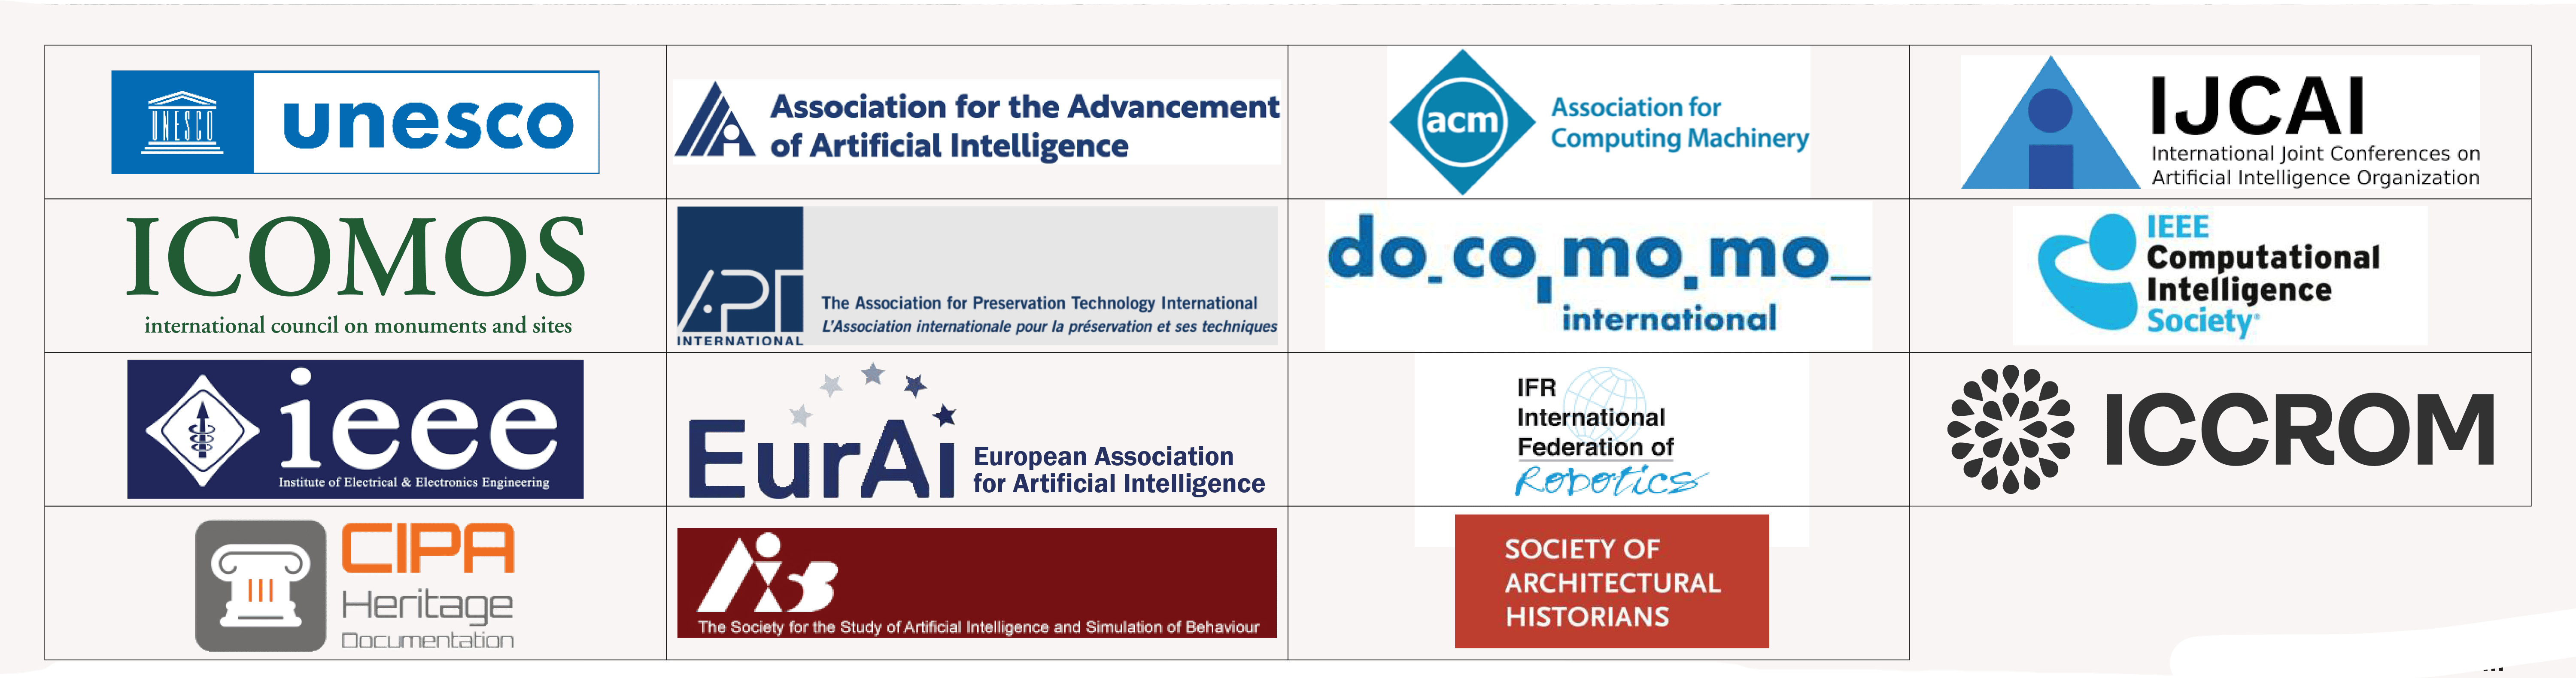 UNESCO
unesco
Association for the Advancement
of Artificial Intelligence
acm
Association for
Computing Machinery
IJCAI
International Joint Conferences on
Artificial Intelligence Organization
ICOMOS
international council on monuments and sites
APT
INTERNATIONAL
The Association for Preservation Technology International
L'Association internationale pour la préservation et ses techniques
do_co,mo.mo_
international
IEEE
Computational
Intelligence
Society
ieee
Institute of Electrical & Electronics Engineering
EurAi
European Association
for Artificial Intelligence
IFR
International
Federation of
Robotics
ICCROM
CIPA
Heritage
Documentation
AiSB
The Society for the Study of Artificial Intelligence and Simulation of Behaviour
SOCIETY OF
ARCHITECTURAL
HISTORIANS